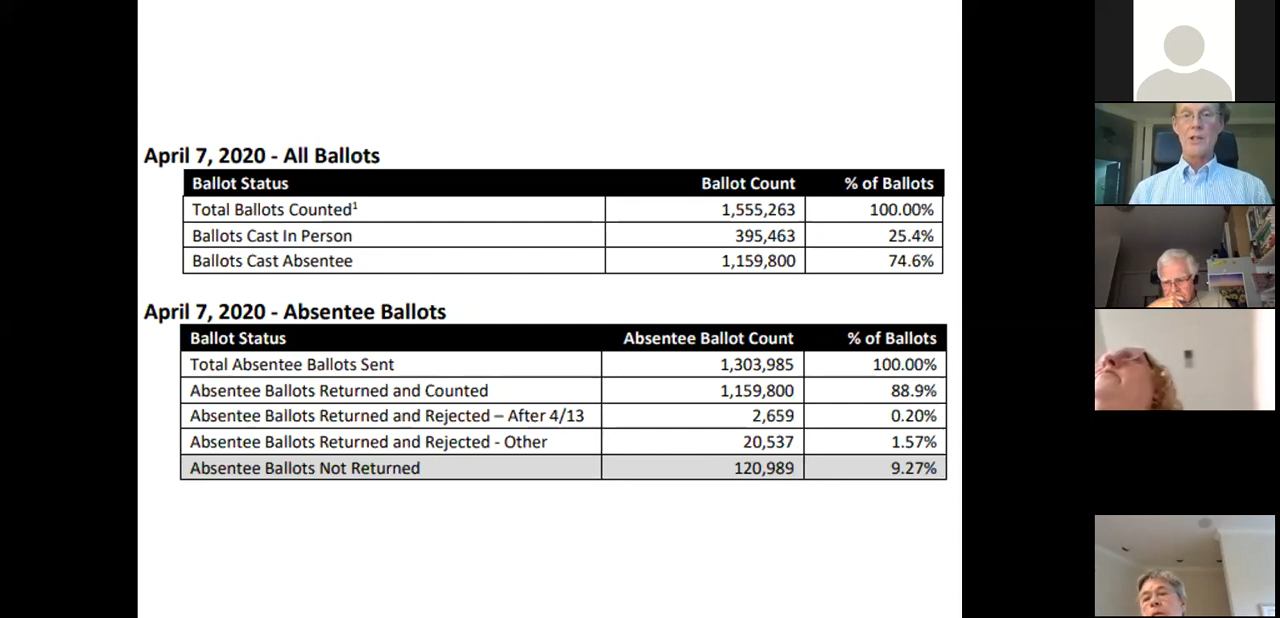 April 7, 2020 - All Ballots
Ballot Status Ballot Count % of Ballots
Total Ballots Counted¹ 1,555,263 100.00%
Ballots Cast In Person 395,463 25.4%
Ballots Cast Absentee 1,159,800 74.6%
April 7, 2020 - Absentee Ballots
Ballot Status Absentee Ballot Count % of Ballots
Total Absentee Ballots Sent 1,303,985 100.00%
Absentee Ballots Returned and Counted 1,159,800 88.9%
Absentee Ballots Returned and Rejected – After 4/13 2,659 0.20%
Absentee Ballots Returned and Rejected - Other 20,537 1.57%
Absentee Ballots Not Returned 120,989 9.27%